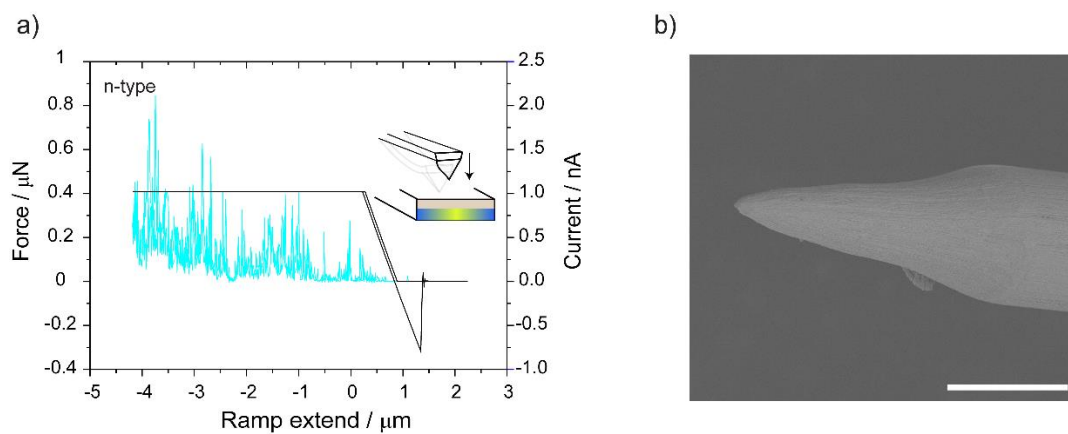 a)
b)
n-type
1
0.8
0.6
0.4
0.2
0
-0.2
-0.4
Force / μN
2.5
2.0
1.5
1.0
0.5
0.0
-0.5
-1.0
Current / nA
-5 -4 -3 -2 -1 0 1 2 3
Ramp extend / μm